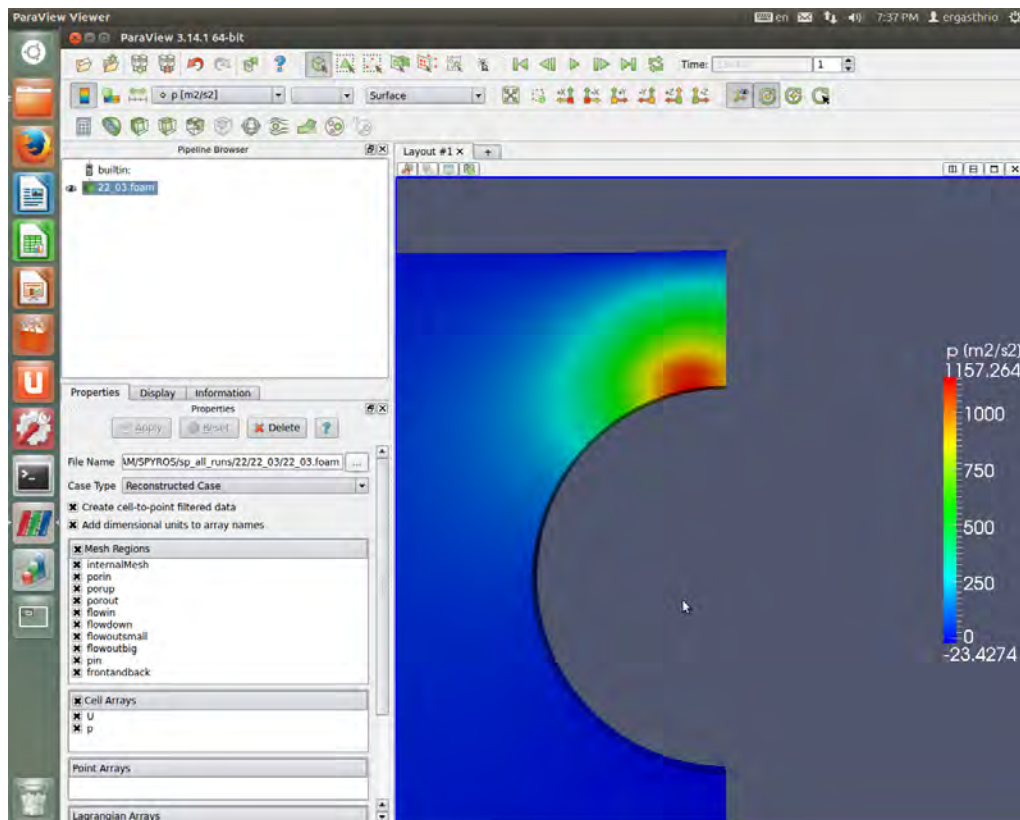 ParaView Viewer
en 7:37 PM ergasthrio
ParaView 3.14.1 64-bit
Time: 1
p [m2/s2] Surface
Pipeline Browser
Layout #1
builtin:
22_03.foam
Properties Display Information
Properties
Apply Reset Delete ?
File Name \M/SPYROS/sp_all_runs/22/22_03/22_03.foam ...
Case Type Reconstructed Case
Create cell-to-point filtered data
Add dimensional units to array names
Mesh Regions
internalMesh
porin
porup
porout
flowin
flowdown
flowoutsmall
flowoutbig
pin
frontandback
Cell Arrays
U
p
Point Arrays
Lagrangian Arrays
p (m2/s2)
1157.264
1000
750
500
250
0
-23.4274